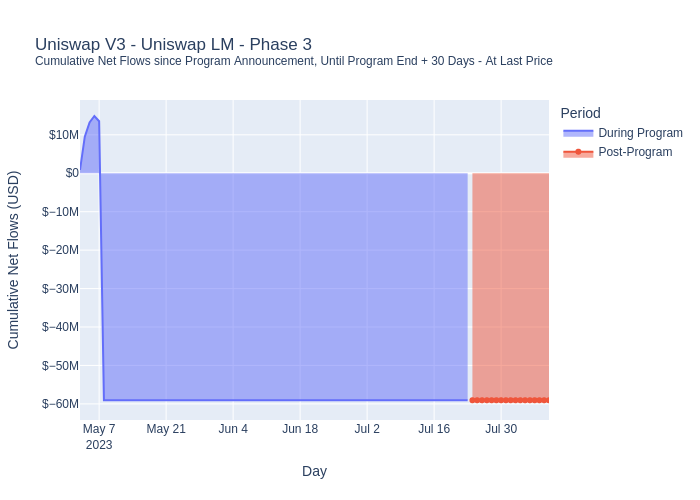 Uniswap V3 - Uniswap LM - Phase 3
Cumulative Net Flows since Program Announcement, Until Program End + 30 Days - At Last Price
Period
During Program
Post-Program
Cumulative Net Flows (USD)
$10M
$0
$−10M
$−20M
$−30M
$−40M
$−50M
$−60M
May 7
2023
May 21
Jun 4
Jun 18
Jul 2
Jul 16
Jul 30
Day